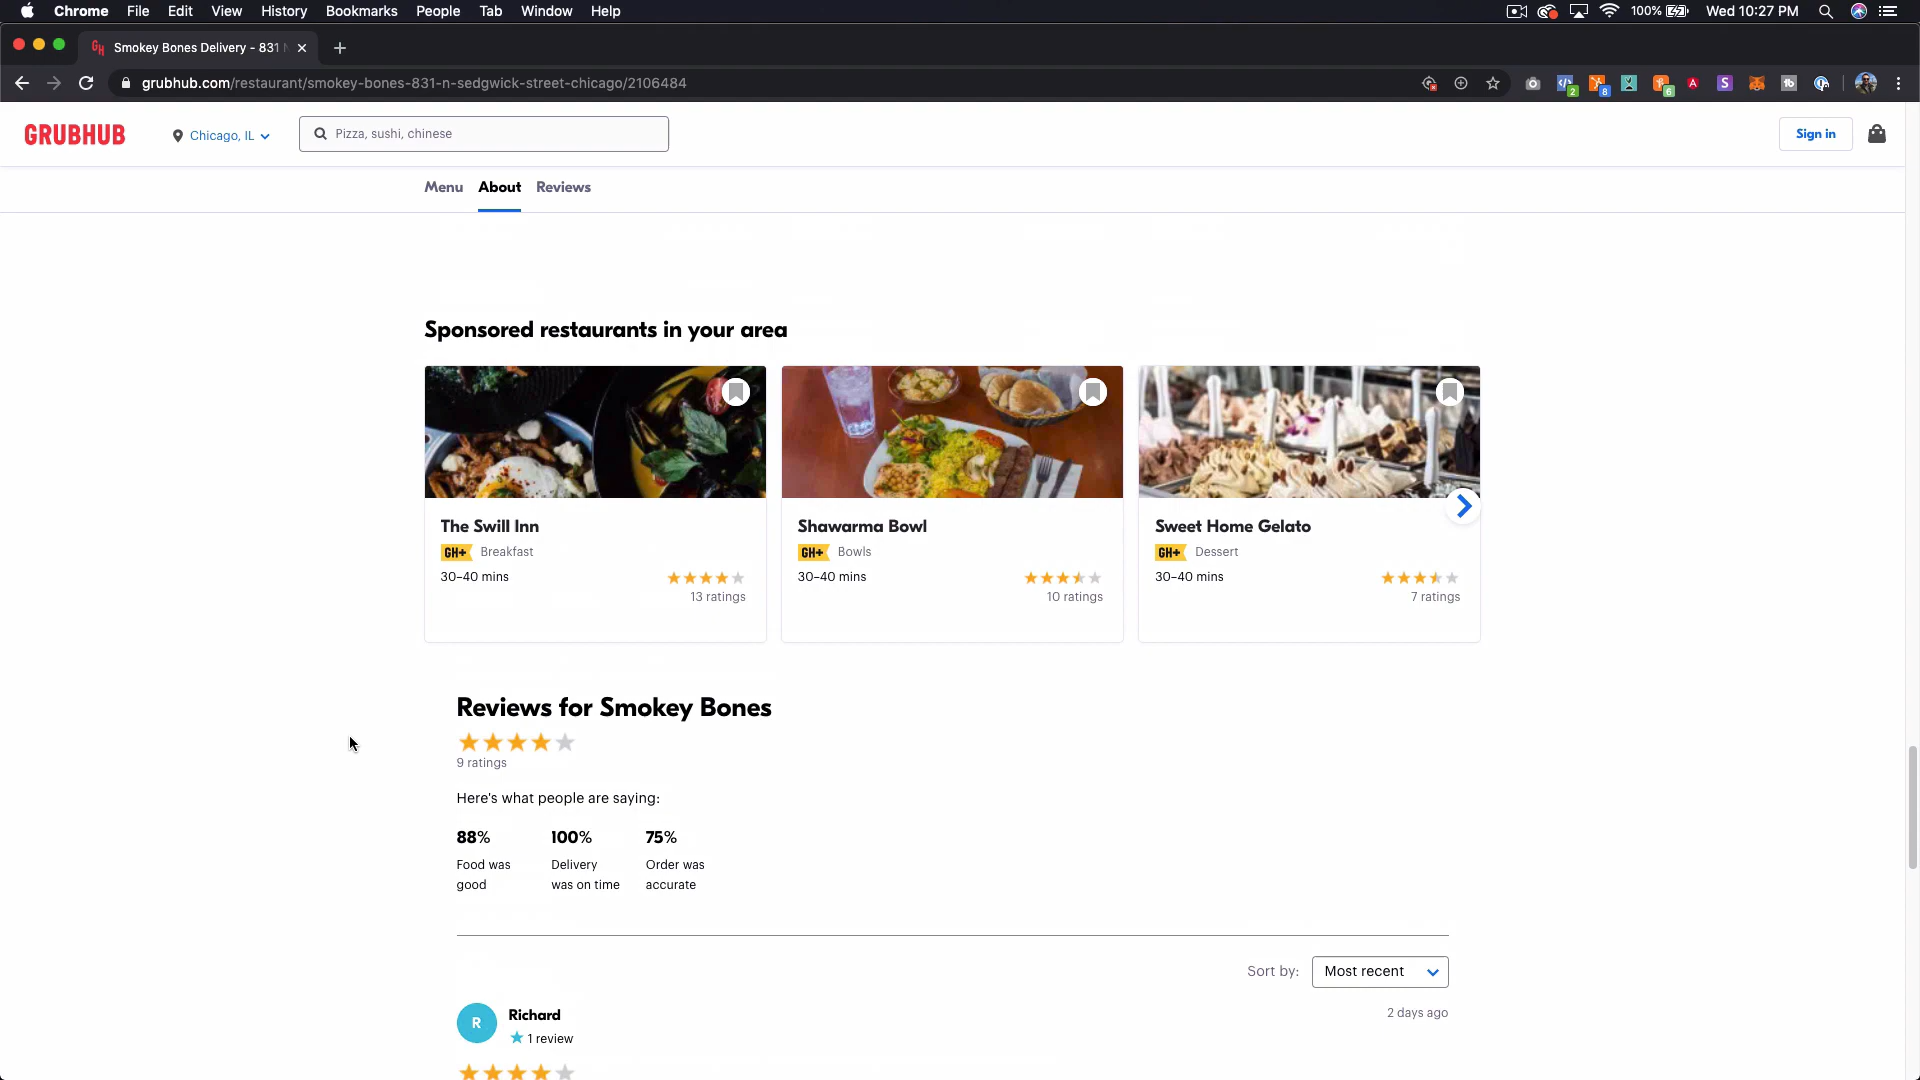 Chrome File Edit View History Bookmarks People Tab Window Help
100% Wed 10:27 PM
Smokey Bones Delivery - 831
grubhub.com/restaurant/smokey-bones-831-n-sedgwick-street-chicago/2106484
2 8 6 A S tb
GRUBHUB Chicago, IL Pizza, sushi, chinese Sign in
Menu About Reviews
Sponsored restaurants in your area
The Swill Inn
GH+ Breakfast
30–40 mins
13 ratings
Shawarma Bowl
GH+ Bowls
30–40 mins
10 ratings
Sweet Home Gelato
GH+ Dessert
30–40 mins
7 ratings
Reviews for Smokey Bones
9 ratings
Here's what people are saying:
88% 100% 75%
Food was Delivery Order was
good was on time accurate
Sort by: Most recent
R Richard 2 days ago
1 review